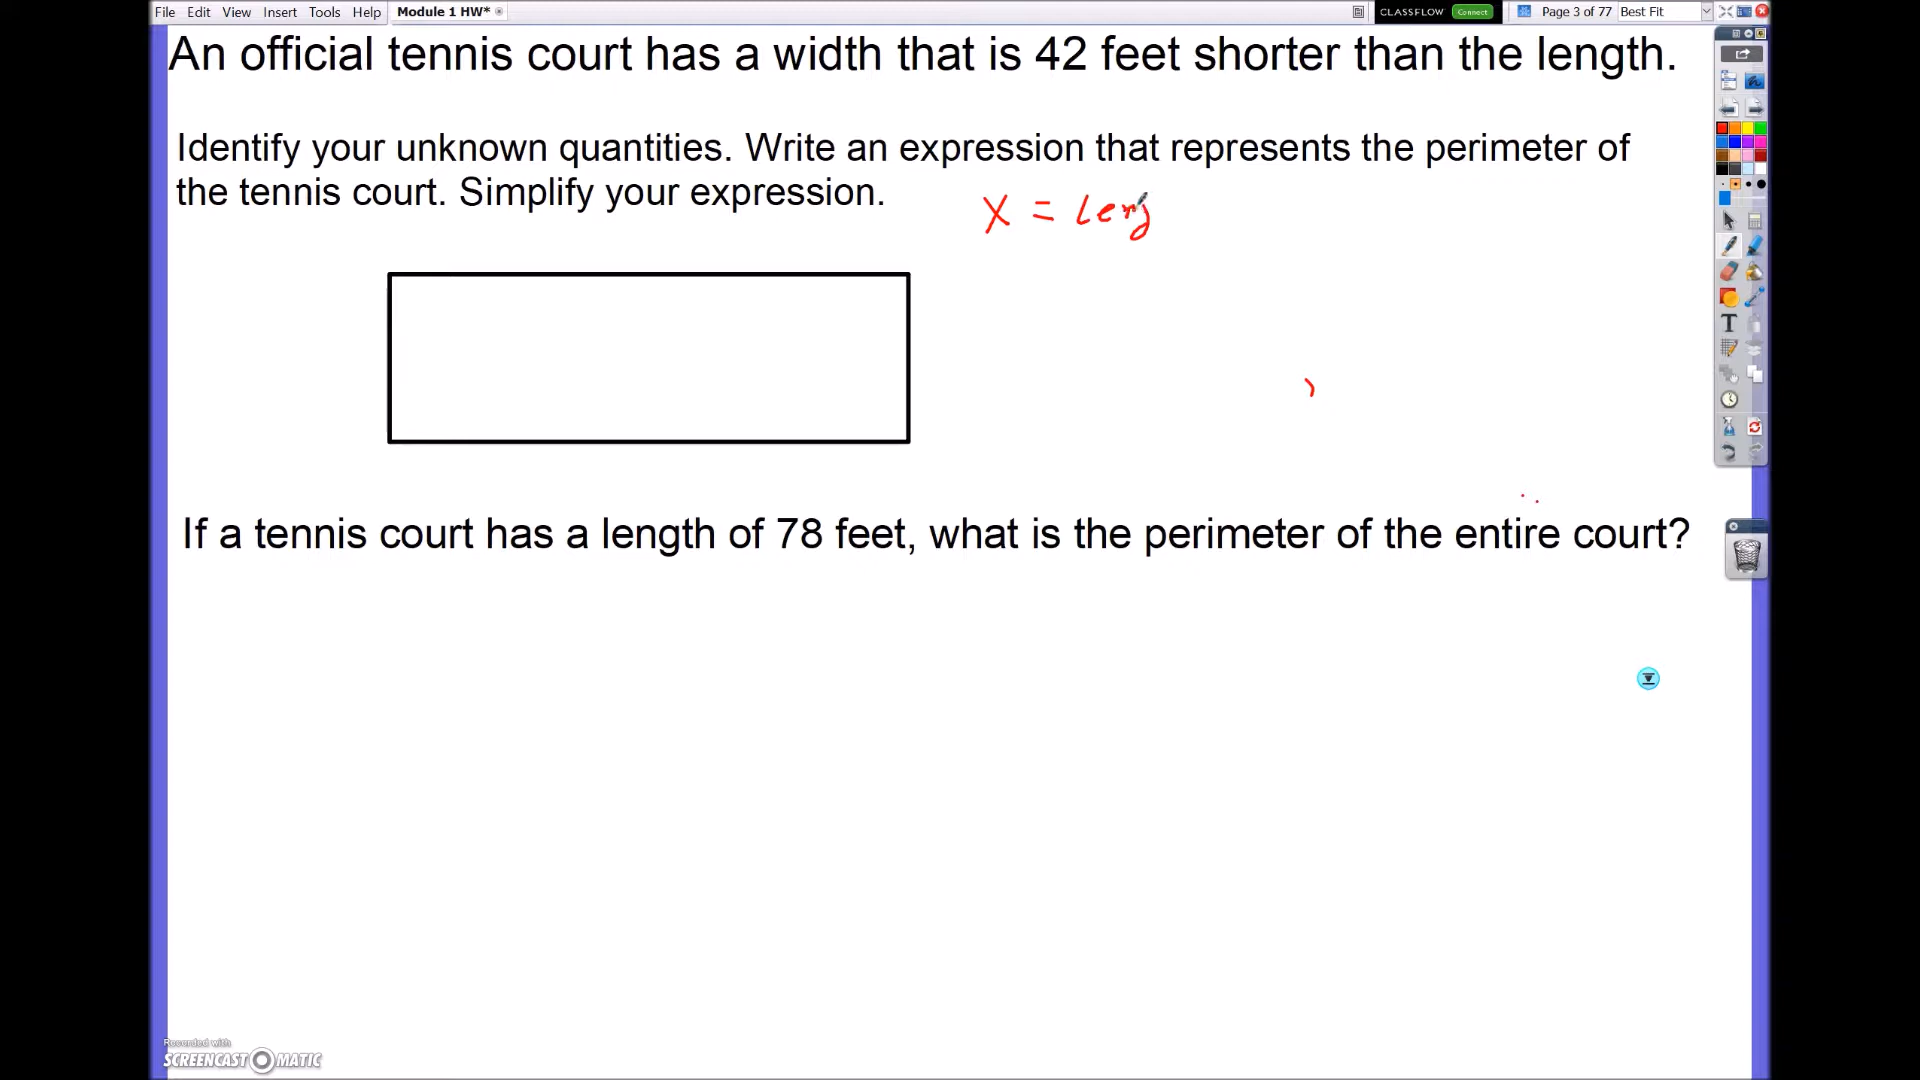 File Edit View Insert Tools Help Module 1 HW* CLASSFLOW Connect Page 3 of 77 Best Fit
An official tennis court has a width that is 42 feet shorter than the length.
Identify your unknown quantities. Write an expression that represents the perimeter of
the tennis court. Simplify your expression.
X = Leng
If a tennis court has a length of 78 feet, what is the perimeter of the entire court?
Recorded with
SCREENCAST MATIC